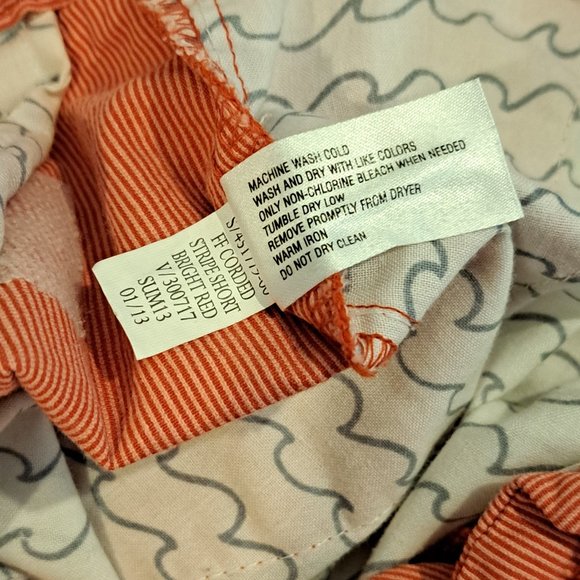 MACHINE WASH COLD
WASH AND DRY WITH LIKE COLORS
ONLY NON-CHLORINE BLEACH WHEN NEEDED
TUMBLE DRY LOW
REMOVE PROMPTLY FROM DRYER
WARM IRON
DO NOT DRY CLEAN
FF CORDED
STRIPE SHORT
BRIGHT RED
V/300717
SUM13
01/13